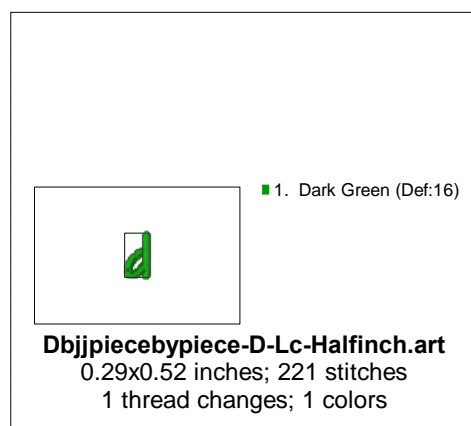 1. Dark Green (Def:16)
d
Dbjjpiecebypiece-D-Lc-Halfinch.art
0.29x0.52 inches; 221 stitches
1 thread changes; 1 colors